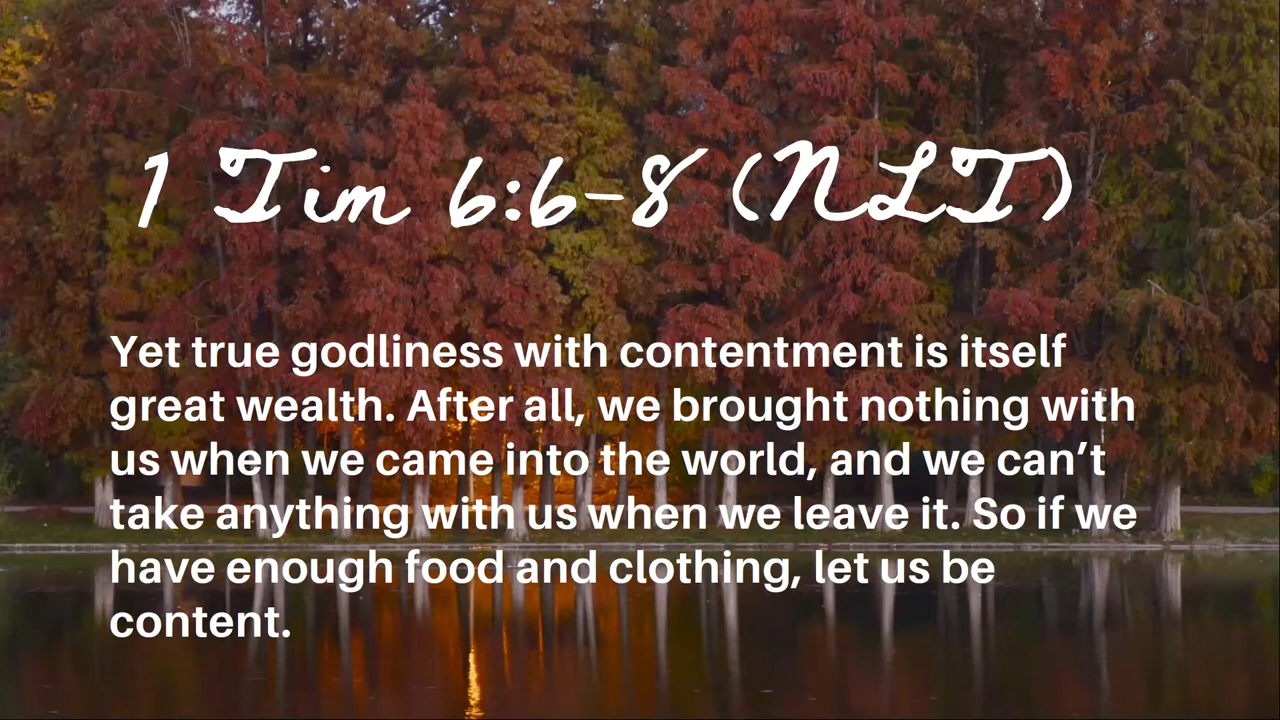 1 Tim 6:6-8 (NLT)
Yet true godliness with contentment is itself
great wealth. After all, we brought nothing with
us when we came into the world, and we can’t
take anything with us when we leave it. So if we
have enough food and clothing, let us be
content.